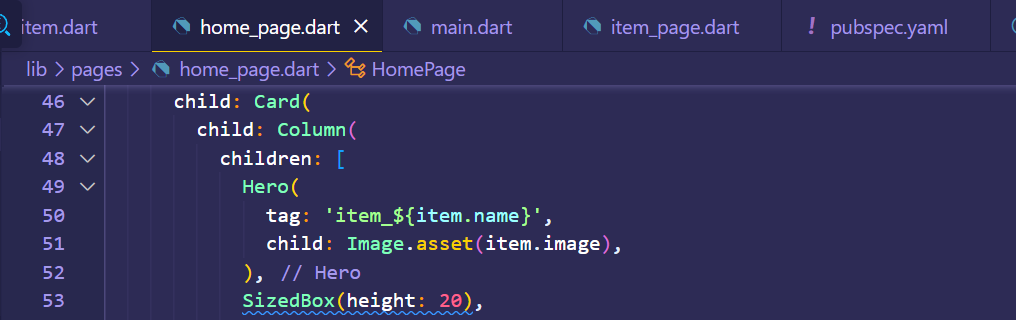 item.dart home_page.dart main.dart item_page.dart ! pubspec.yaml
lib > pages > home_page.dart > HomePage
46 child: Card(
47 child: Column(
48 children: [
49 Hero(
50 tag: 'item_${item.name}',
51 child: Image.asset(item.image),
52 ), // Hero
53 SizedBox(height: 20),